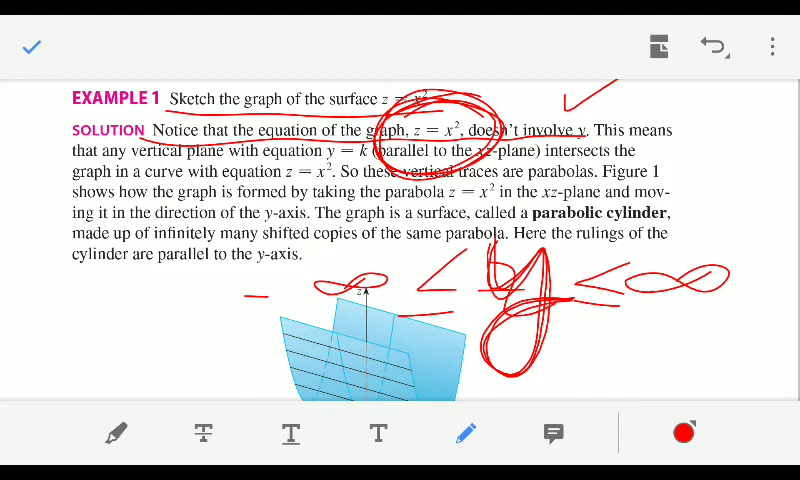 EXAMPLE 1 Sketch the graph of the surface z = x².
SOLUTION Notice that the equation of the graph, z = x², doesn't involve y. This means
that any vertical plane with equation y = k (parallel to the xz-plane) intersects the
graph in a curve with equation z = x². So these vertical traces are parabolas. Figure 1
shows how the graph is formed by taking the parabola z = x² in the xz-plane and mov-
ing it in the direction of the y-axis. The graph is a surface, called a parabolic cylinder,
made up of infinitely many shifted copies of the same parabola. Here the rulings of the
cylinder are parallel to the y-axis.
- ∞ < y < ∞
z
T
T
T